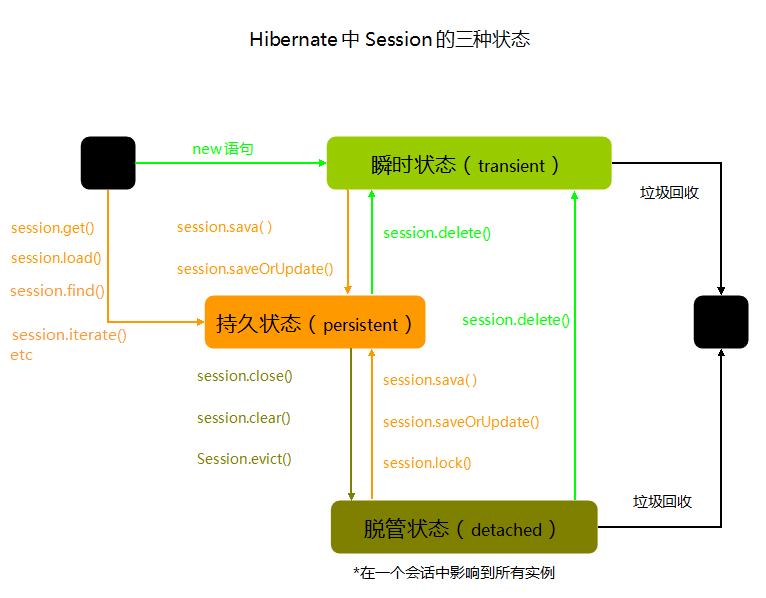 Hibernate 中 Session 的三种状态
new 语句
瞬时状态（transient）
垃圾回收
session.get()
session.load()
session.find()
session.iterate()
etc
session.sava( )
session.saveOrUpdate()
session.delete()
持久状态（persistent）
session.delete()
session.close()
session.clear()
Session.evict()
session.sava( )
session.saveOrUpdate()
session.lock()
垃圾回收
脱管状态（detached）
*在一个会话中影响到所有实例